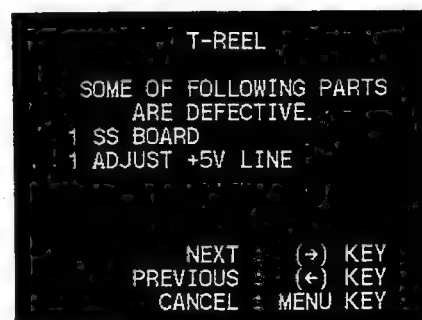 T-REEL
SOME OF FOLLOWING PARTS
ARE DEFECTIVE.
1 SS BOARD
1 ADJUST +5V LINE
NEXT : (→) KEY
PREVIOUS : (←) KEY
CANCEL : MENU KEY